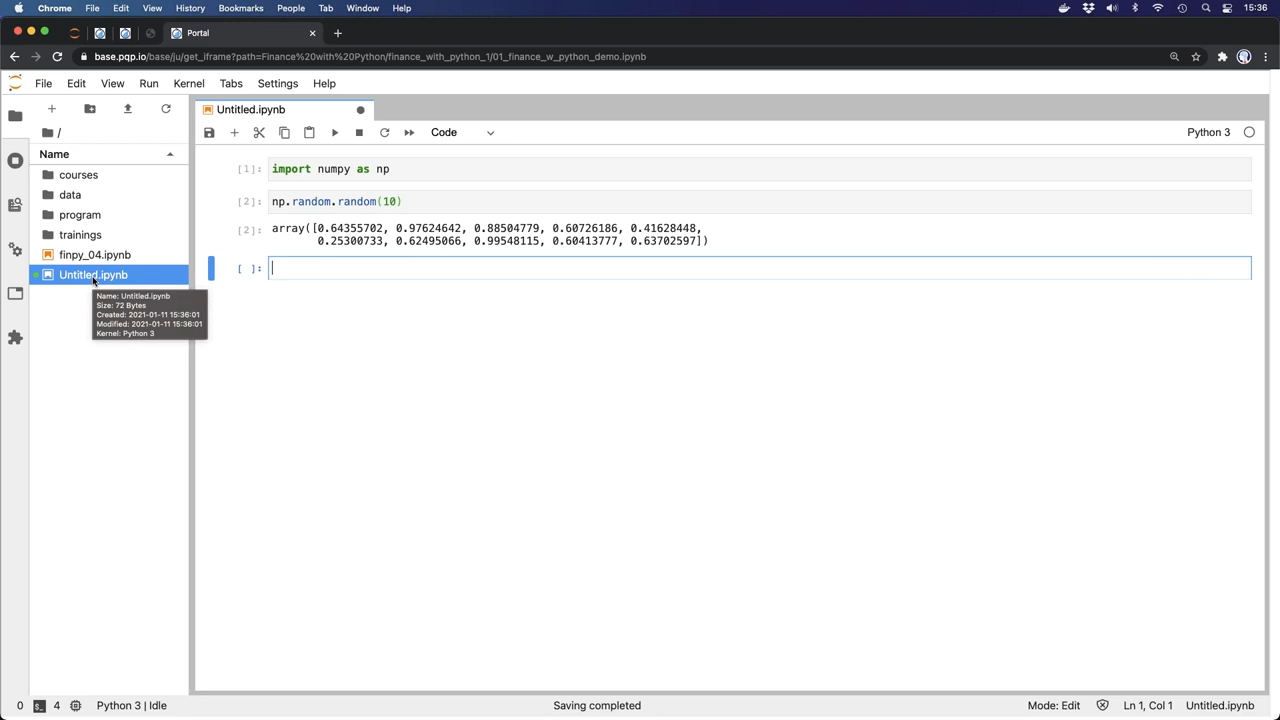 Chrome File Edit View History Bookmarks People Tab Window Help 15:36
Portal
base.pqp.io/base/ju/get_iframe?path=Finance%20with%20Python/finance_with_python_1/01_finance_w_python_demo.ipynb
File Edit View Run Kernel Tabs Settings Help
Untitled.ipynb
/
Code
Python 3
Name
courses
data
program
trainings
finpy_04.ipynb
Untitled.ipynb
Name: Untitled.ipynb
Size: 72 Bytes
Created: 2021-01-11 15:36:01
Modified: 2021-01-11 15:36:01
Kernel: Python 3
[1]: import numpy as np
[2]: np.random.random(10)
[2]: array([0.64355702, 0.97624642, 0.88504779, 0.60726186, 0.41628448,
0.25300733, 0.62495066, 0.99548115, 0.60413777, 0.63702597])
[ ]:
0 $_ 4 Python 3 | Idle Saving completed Mode: Edit Ln 1, Col 1 Untitled.ipynb